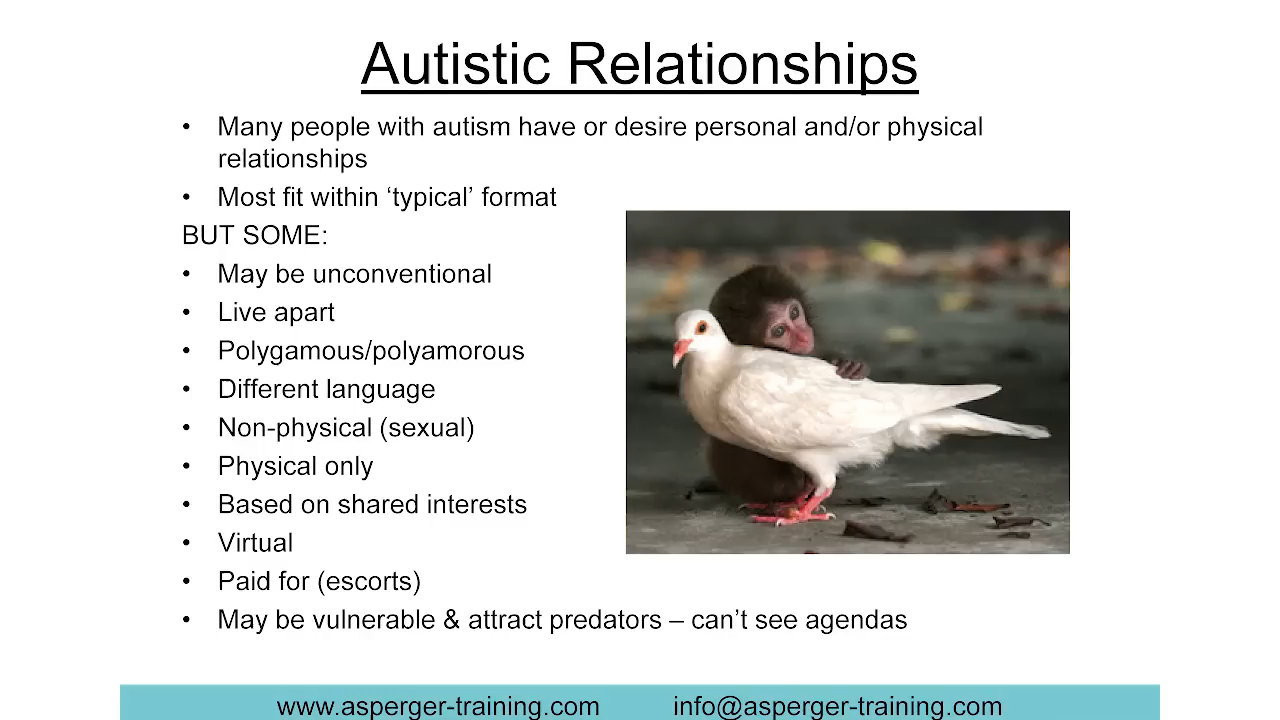 Autistic Relationships
• Many people with autism have or desire personal and/or physical
relationships
• Most fit within ‘typical’ format
BUT SOME:
• May be unconventional
• Live apart
• Polygamous/polyamorous
• Different language
• Non-physical (sexual)
• Physical only
• Based on shared interests
• Virtual
• Paid for (escorts)
• May be vulnerable & attract predators – can’t see agendas
www.asperger-training.com info@asperger-training.com